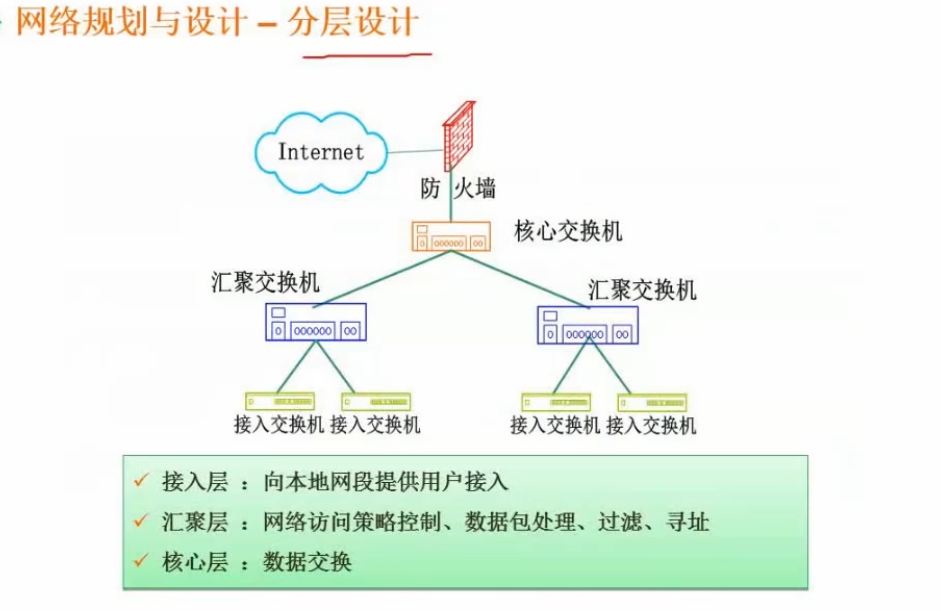 网络规划与设计 – 分层设计
Internet
防火墙
核心交换机
汇聚交换机
汇聚交换机
接入交换机 接入交换机 接入交换机 接入交换机
✓ 接入层 ：向本地网段提供用户接入
✓ 汇聚层 ：网络访问策略控制、数据包处理、过滤、寻址
✓ 核心层 ：数据交换